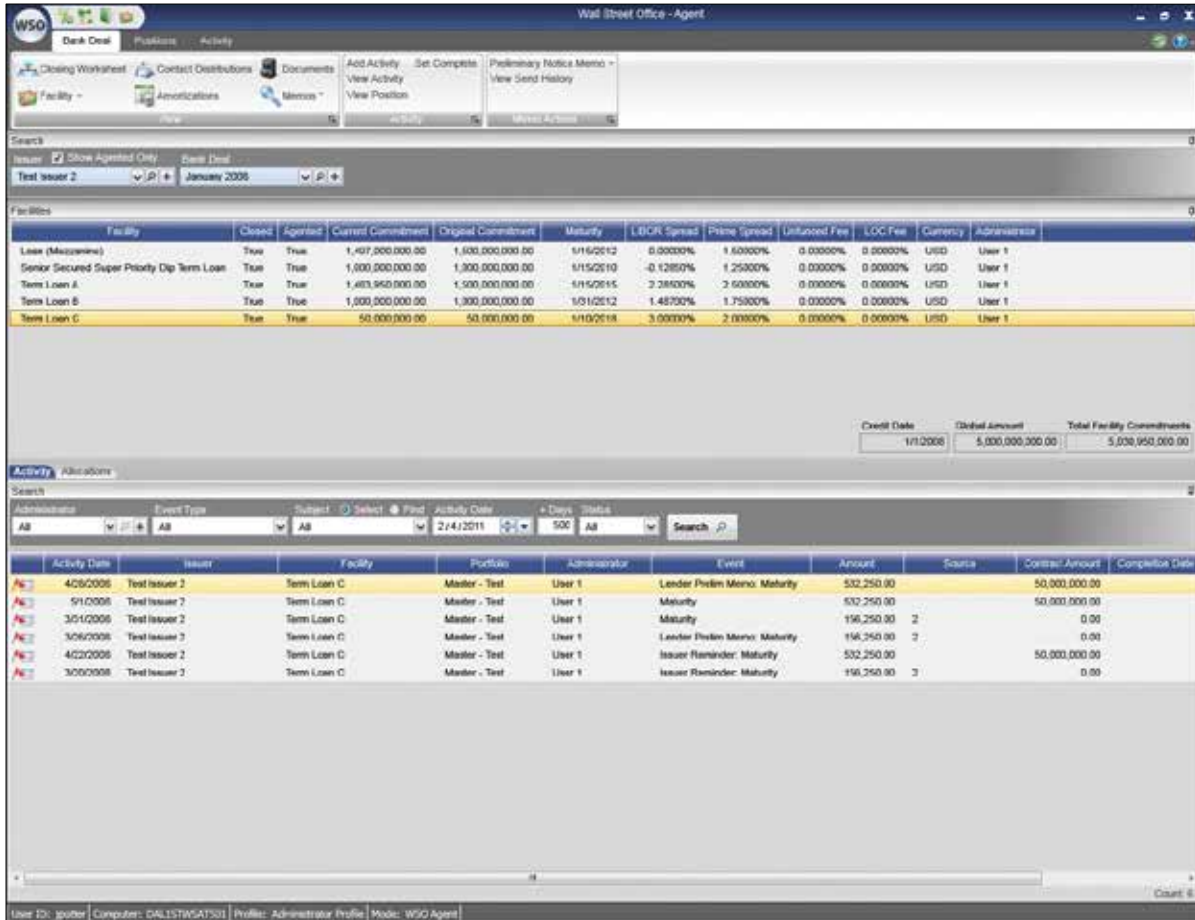 Wall Street Office - Agent
WSO
Bank Deal Positions Activity
Closing Worksheet Contact Distributions Documents Add Activity Set Complete Preliminary Notice Memo
View Activity View Send History
Facility Amortizations Memos View Position
View Activity Memo Actions
Search
Issuer Show Agented Only Bank Deal
Test Issuer 2 January 2008
Facilities
Facility Closed Agented Current Commitment Original Commitment Maturity LIBOR Spread Prime Spread Unfunded Fee LOC Fee Currency Administrator
Loan (Mezzanine) True True 1,407,000,000.00 1,500,000,000.00 1/15/2012 0.00000% 1.50000% 0.00000% 0.00000% USD User 1
Senior Secured Super Priority Dip Term Loan True True 1,000,000,000.00 1,300,000,000.00 1/15/2010 -0.12850% 1.25000% 0.00000% 0.00000% USD User 1
Term Loan A True True 1,483,950,000.00 1,500,000,000.00 1/15/2015 2.28500% 2.50000% 0.00000% 0.00000% USD User 1
Term Loan B True True 1,000,000,000.00 1,300,000,000.00 1/31/2012 1.48700% 1.75000% 0.00000% 0.00000% USD User 1
Term Loan C True True 50,000,000.00 50,000,000.00 1/10/2018 3.00000% 2.00000% 0.00000% 0.00000% USD User 1
Credit Date Global Amount Total Facility Commitments
1/1/2008 5,000,000,000.00 5,030,950,000.00
Activity Allocations
Search
Administrator Event Type Subject Select Find Activity Date + Days Status
All All All 2/4/2011 500 All Search
Activity Date Issuer Facility Portfolio Administrator Event Amount Source Contract Amount Completion Date
4/28/2008 Test Issuer 2 Term Loan C Master - Test User 1 Lender Prelim Memo: Maturity 532,250.00 50,000,000.00
5/1/2008 Test Issuer 2 Term Loan C Master - Test User 1 Maturity 532,250.00 50,000,000.00
3/31/2008 Test Issuer 2 Term Loan C Master - Test User 1 Maturity 156,250.00 2 0.00
Test Issuer 2 Term Loan C Master - Test User 1 Lender Prelim Memo: Maturity 156,250.00 2 0.00
4/22/2008 Test Issuer 2 Term Loan C Master - Test User 1 Issuer Reminder: Maturity 532,250.00 50,000,000.00
Test Issuer 2 Term Loan C Master - Test User 1 Issuer Reminder: Maturity 156,250.00 2 0.00
Count: 6
User ID: jpotter Computer: DAL1STWSATS01 Profile: Administrator Profile Mode: WSO Agent